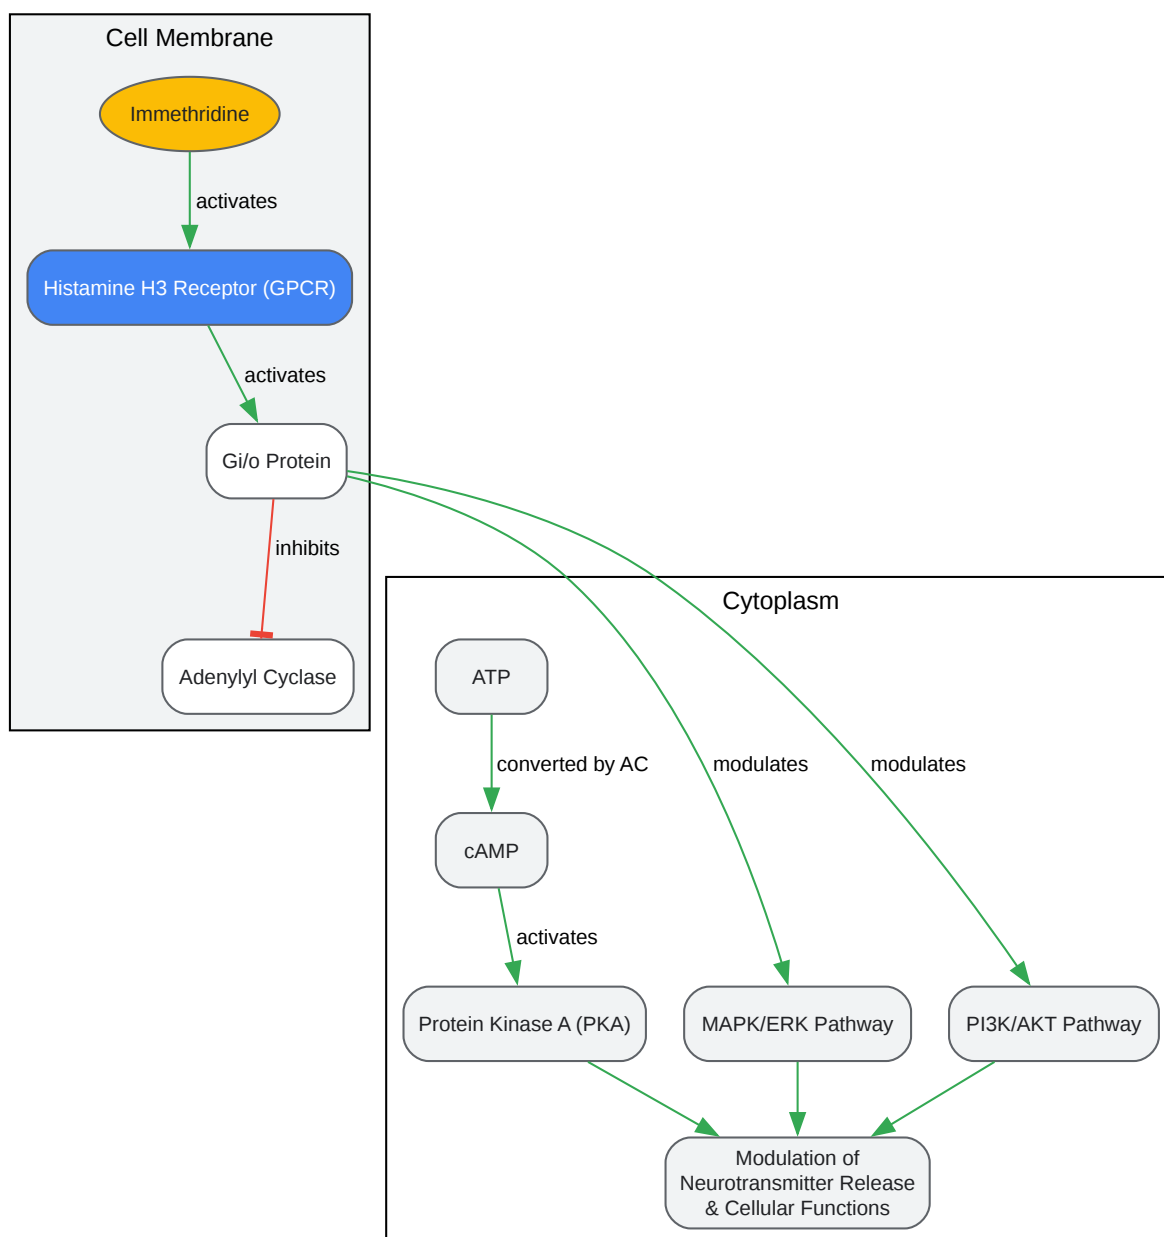 Cell Membrane
Immethridine
activates
Histamine H3 Receptor (GPCR)
activates
Gi/o Protein
inhibits
Adenylyl Cyclase
Cytoplasm
ATP
converted by AC
modulates
modulates
cAMP
activates
Protein Kinase A (PKA)
MAPK/ERK Pathway
PI3K/AKT Pathway
Modulation of
Neurotransmitter Release
& Cellular Functions